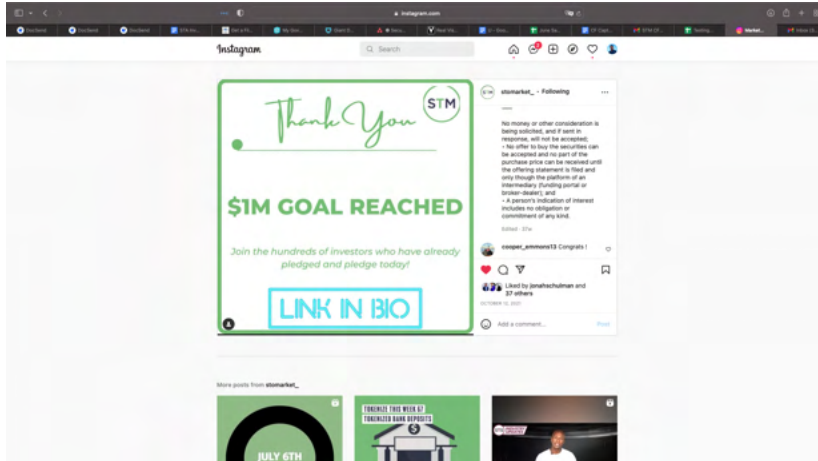 instagram.com
Instagram
Search
Thank You
STM
$1M GOAL REACHED
Join the hundreds of investors who have already
pledged and pledge today!
LINK IN BIO
stomarket_ • Following
No money or other consideration is
being solicited, and if sent in
response, will not be accepted;
• No offer to buy the securities can
be accepted and no part of the
purchase price can be received until
the offering statement is filed and
only though the platform of an
intermediary (funding portal or
broker-dealer); and
• A person's indication of interest
includes no obligation or
commitment of any kind.
Edited · 37w
cooper_emmons13 Congrats !
Liked by jonahschulman and
37 others
OCTOBER 12, 2021
Add a comment...
Post
More posts from stomarket_
JULY 6TH
TOKENIZE THIS WEEK 67
TOKENIZED BANK DEPOSITS